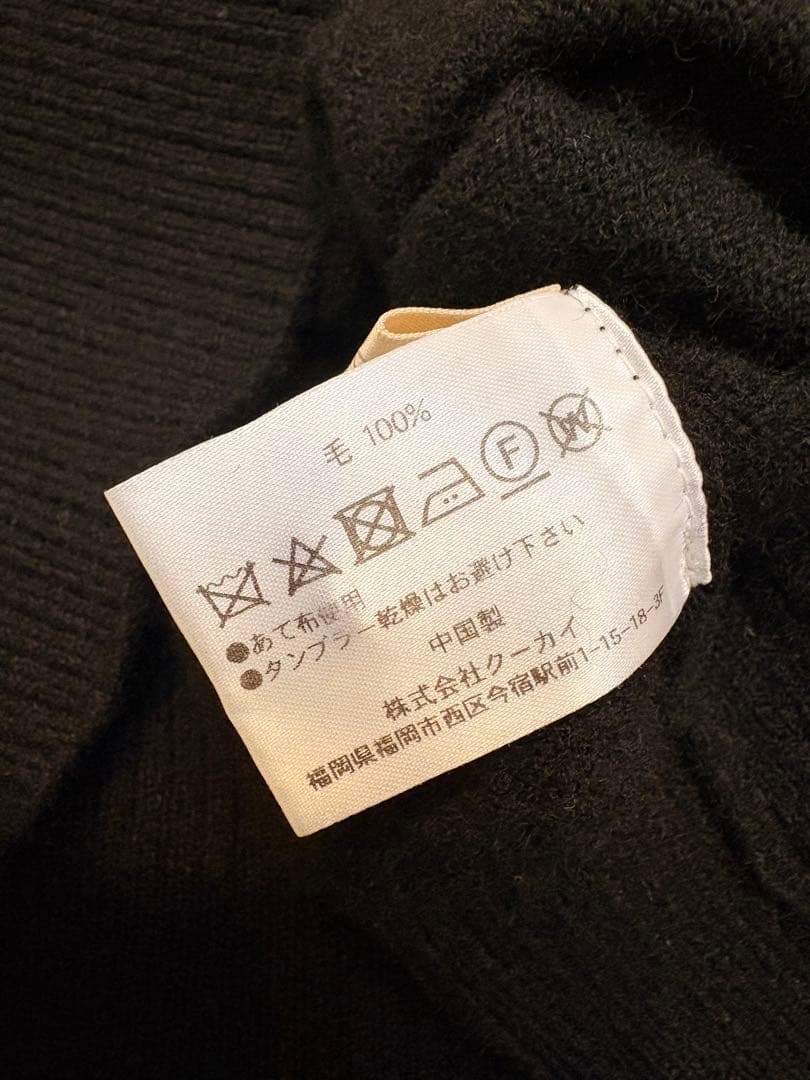 毛 100%
F W
●あて布使用
●タンブラー乾燥はお避け下さい
中国製
株式会社クーカイ
福岡県福岡市西区今宿駅前1-15-18-3F